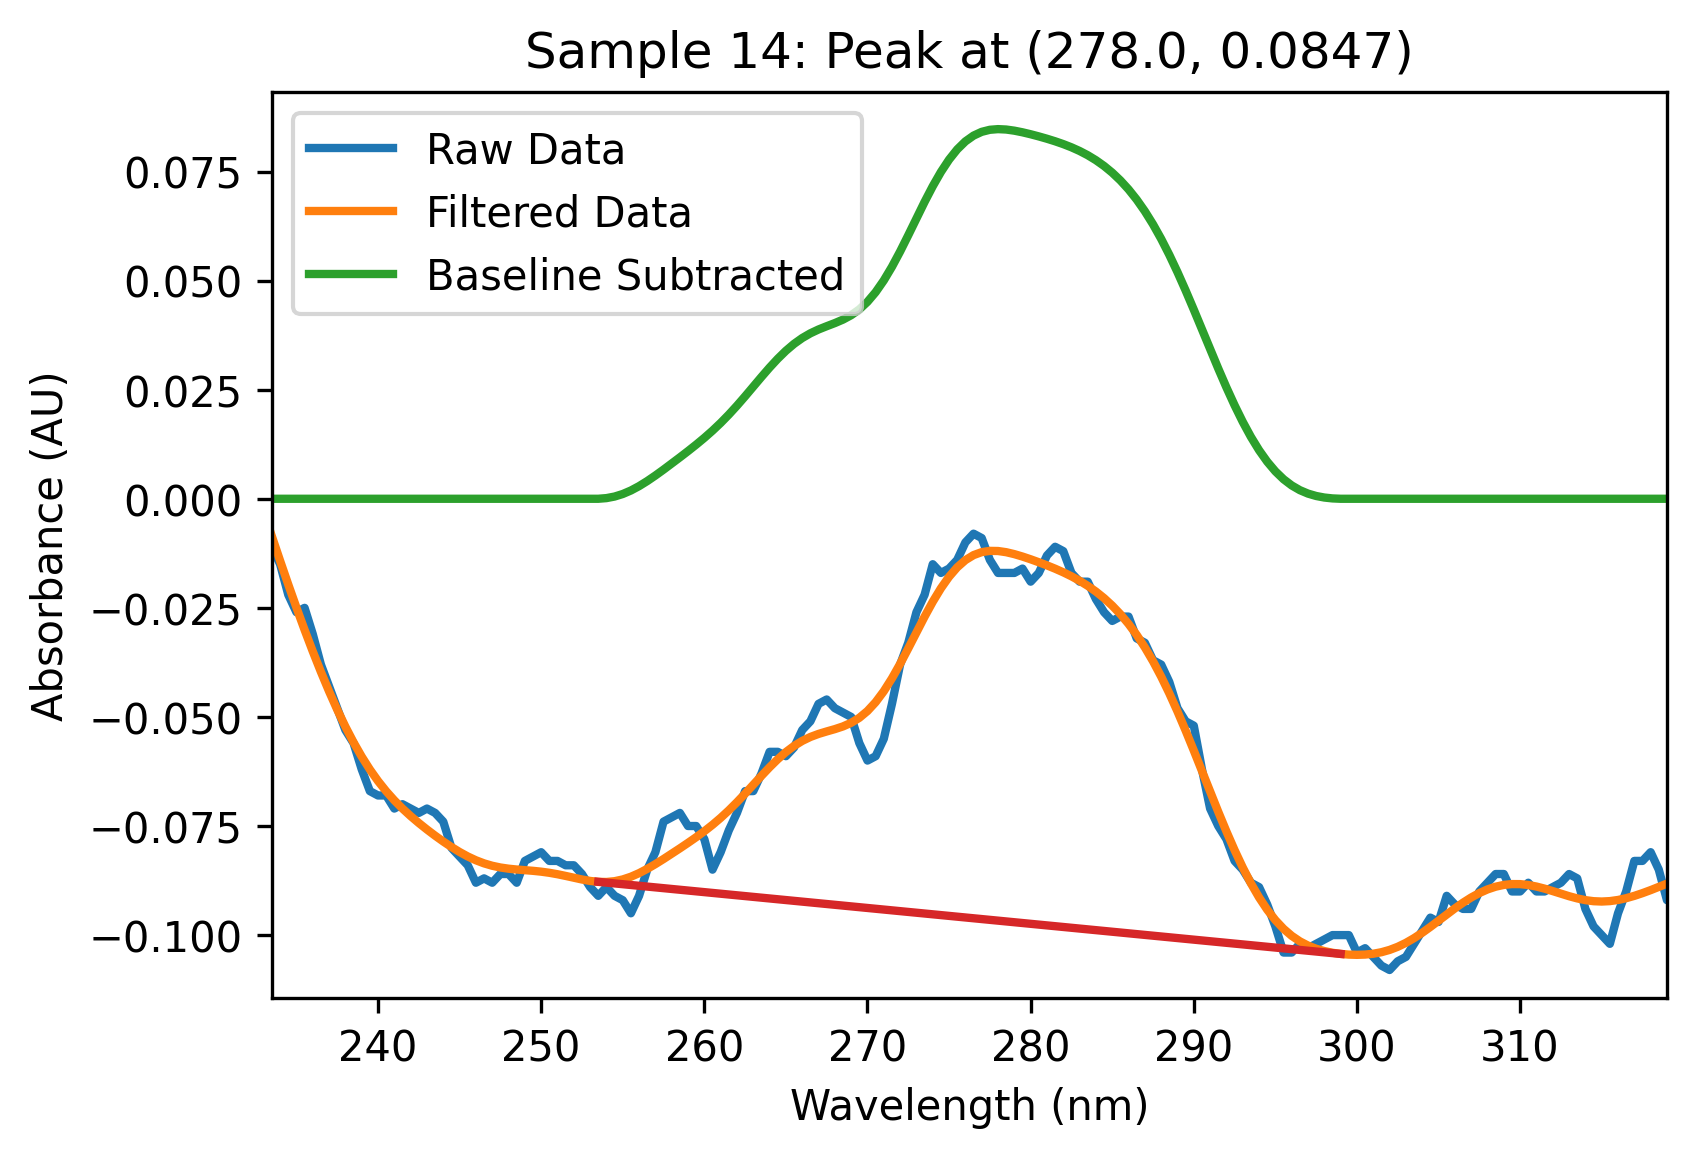 Sample 14: Peak at (278.0, 0.0847)
Raw Data
Filtered Data
Baseline Subtracted
0.075
0.050
0.025
0.000
−0.025
−0.050
−0.075
−0.100
Absorbance (AU)
240 250 260 270 280 290 300 310
Wavelength (nm)